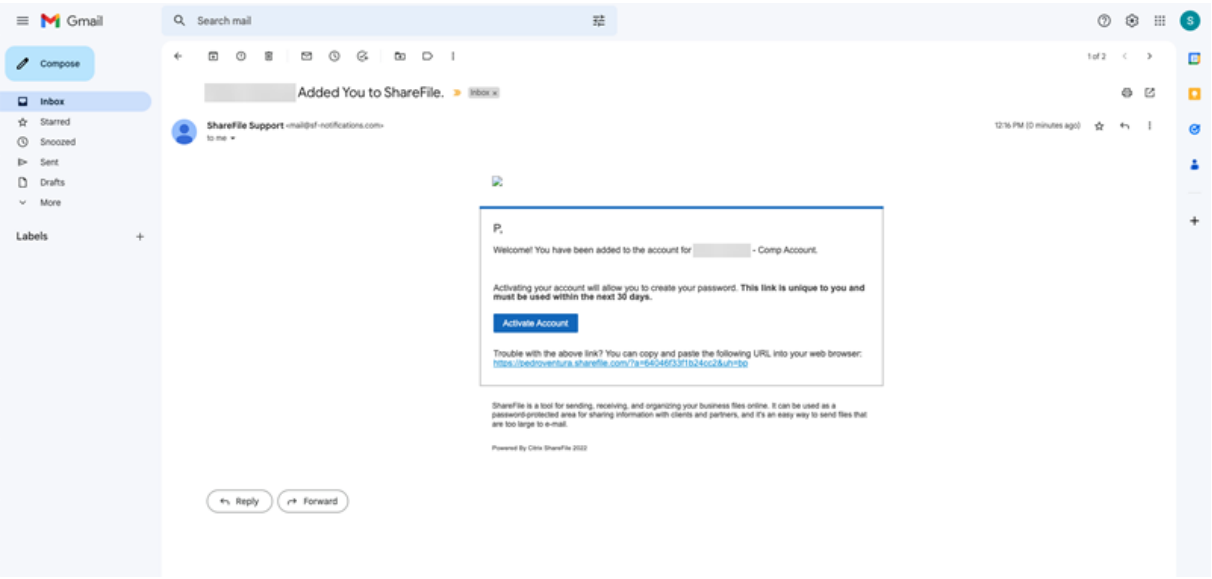 Gmail
Search mail
Compose
1 of 2
Added You to ShareFile. Inbox x
Inbox
Starred
Snoozed
Sent
Drafts
More
Labels
ShareFile Support <mail@sf-notifications.com>
12:16 PM (0 minutes ago)
to me
S
P,
Welcome! You have been added to the account for - Comp Account.
Activating your account will allow you to create your password. This link is unique to you and
must be used within the next 30 days.
Activate Account
Trouble with the above link? You can copy and paste the following URL into your web browser:
https://pedroventura.sharefile.com/?a=64046f33f1b24cc2&uh=bp
ShareFile is a tool for sending, receiving, and organizing your business files online. It can be used as a
password-protected area for sharing information with clients and partners, and it's an easy way to send files that
are too large to e-mail.
Powered By Citrix ShareFile 2022
Reply
Forward